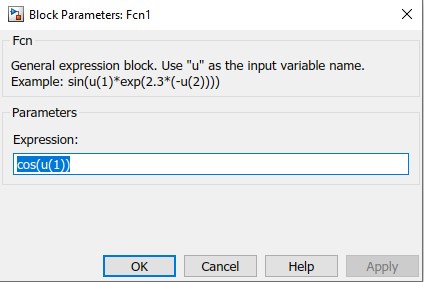 Block Parameters: Fcn1
Fcn
General expression block. Use "u" as the input variable name.
Example: sin(u(1)*exp(2.3*(-u(2))))
Parameters
Expression:
cos(u(1))
OK Cancel Help Apply